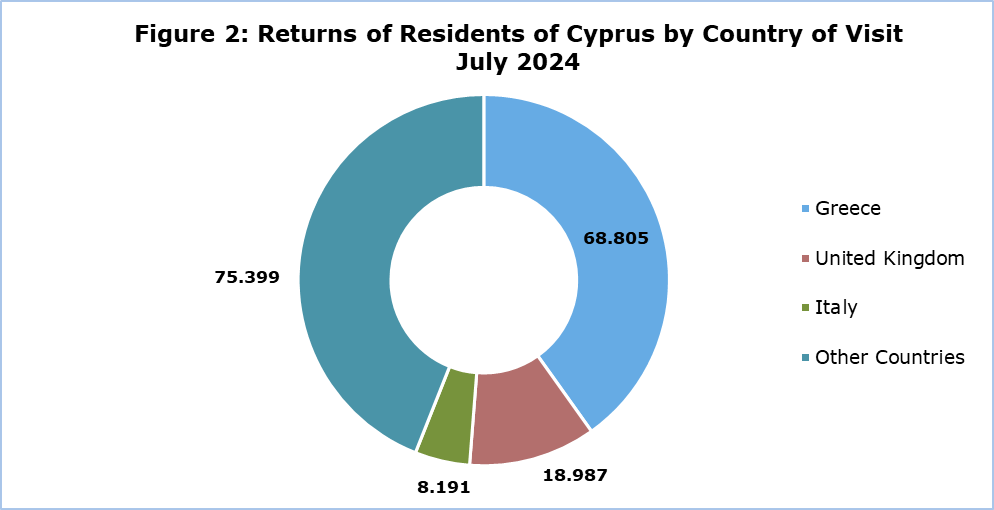 Figure 2: Returns of Residents of Cyprus by Country of Visit
July 2024
68.805
75.399
18.987
8.191
Greece
United Kingdom
Italy
Other Countries